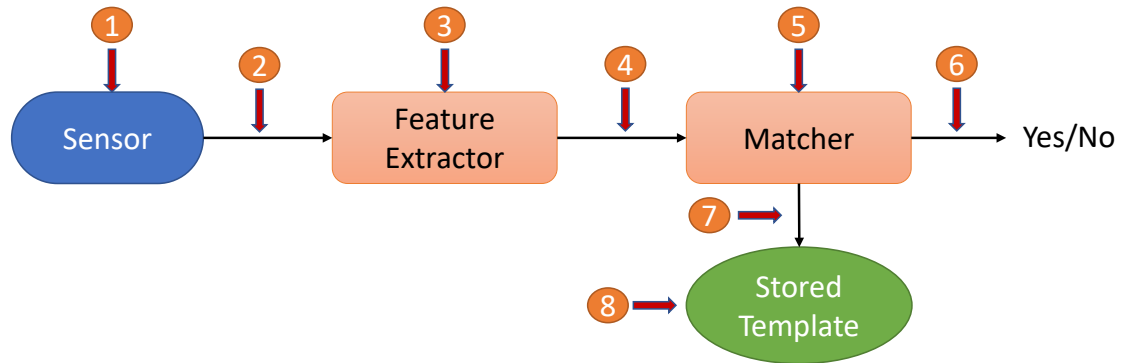 1
3
5
2
4
6
Sensor
Feature
Extractor
Matcher
Yes/No
7
8
Stored
Template